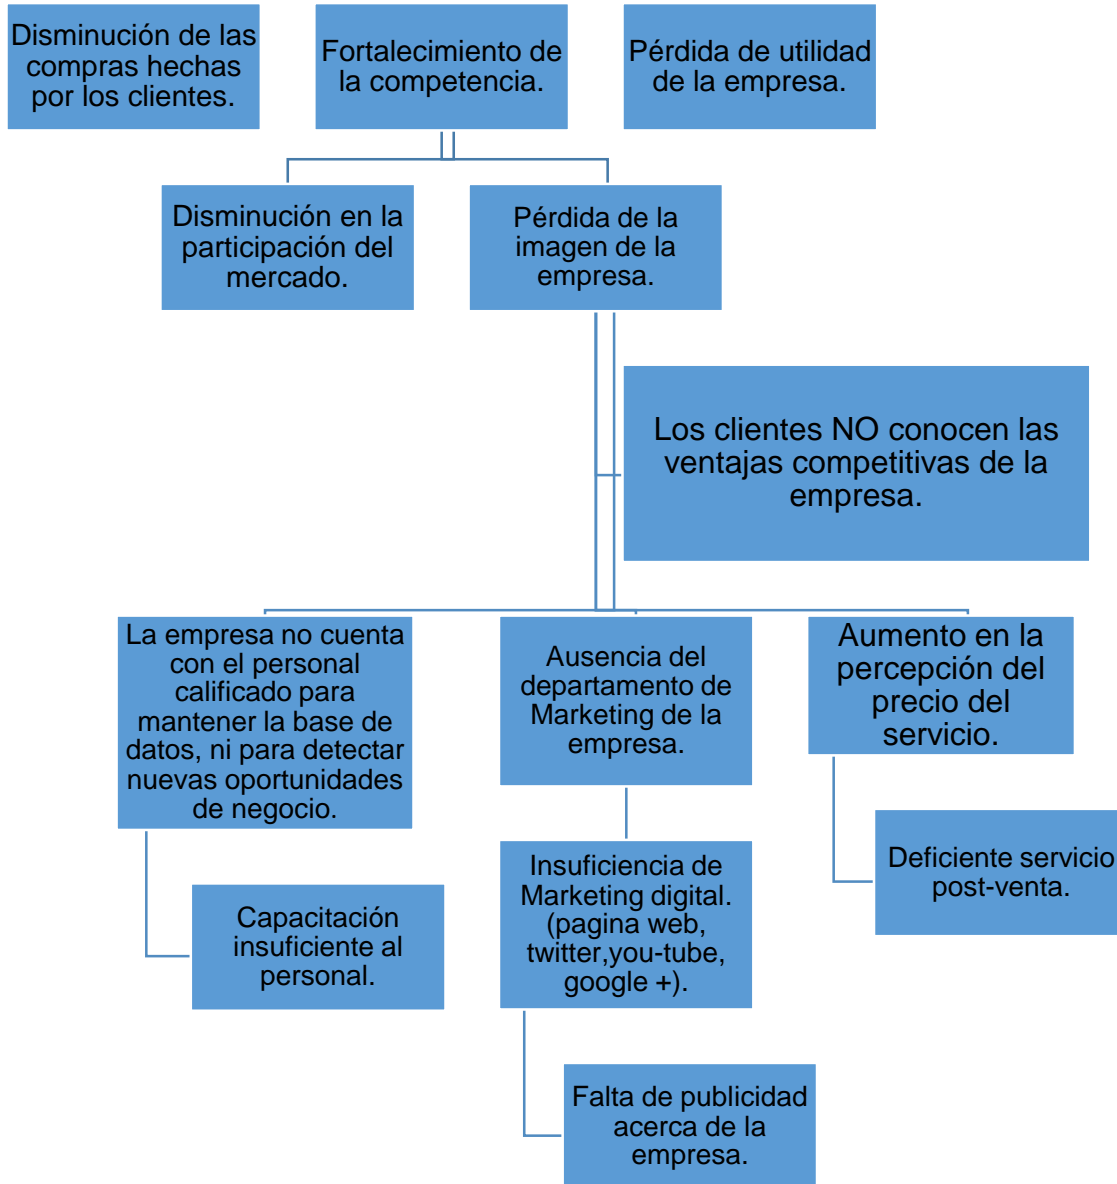 Disminución de las
compras hechas
por los clientes.
Fortalecimiento de
la competencia.
Pérdida de utilidad
de la empresa.
Disminución en la
participación del
mercado.
Pérdida de la
imagen de la
empresa.
Los clientes NO conocen las
ventajas competitivas de la
empresa.
La empresa no cuenta
con el personal
calificado para
mantener la base de
datos, ni para detectar
nuevas oportunidades
de negocio.
Ausencia del
departamento de
Marketing de la
empresa.
Aumento en la
percepción del
precio del
servicio.
Capacitación
insuficiente al
personal.
Insuficiencia de
Marketing digital.
(pagina web,
twitter,you-tube,
google +).
Deficiente servicio
post-venta.
Falta de publicidad
acerca de la
empresa.